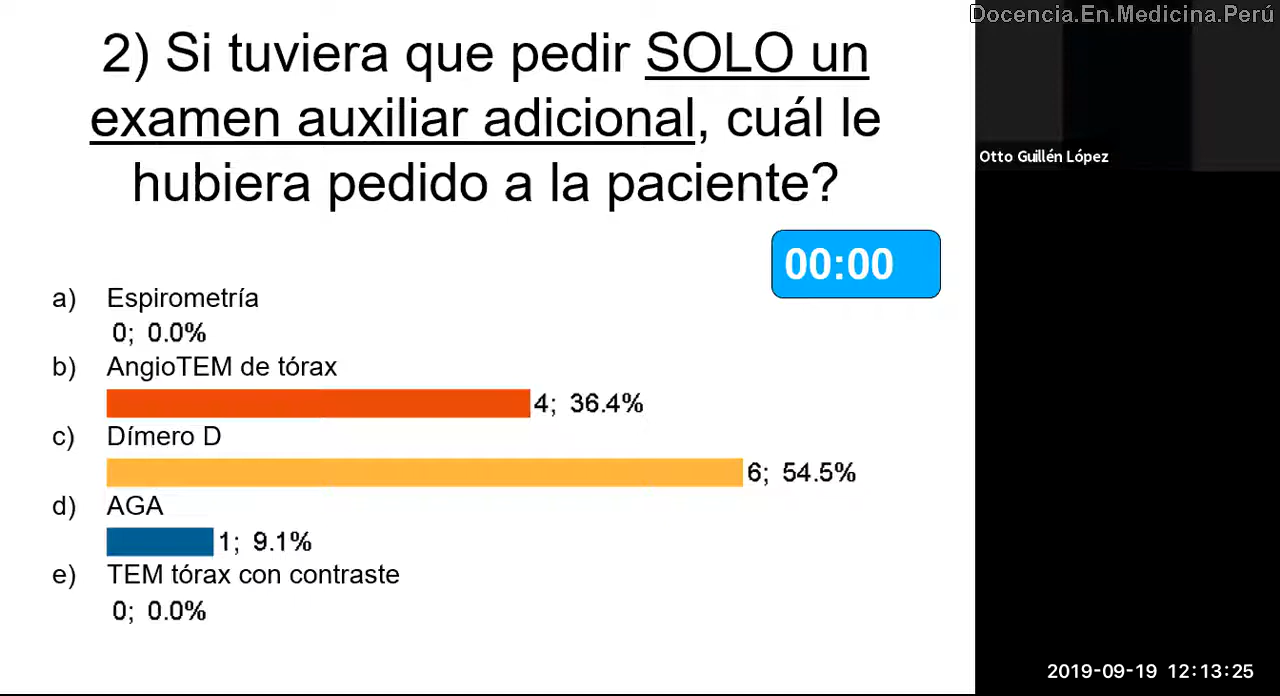 Docencia.En.Medicina.Perú
2) Si tuviera que pedir SOLO un
examen auxiliar adicional, cuál le
hubiera pedido a la paciente?
Otto Guillén López
00:00
a) Espirometría
0; 0.0%
b) AngioTEM de tórax
4; 36.4%
c) Dímero D
6; 54.5%
d) AGA
1; 9.1%
e) TEM tórax con contraste
0; 0.0%
2019-09-19 12:13:25